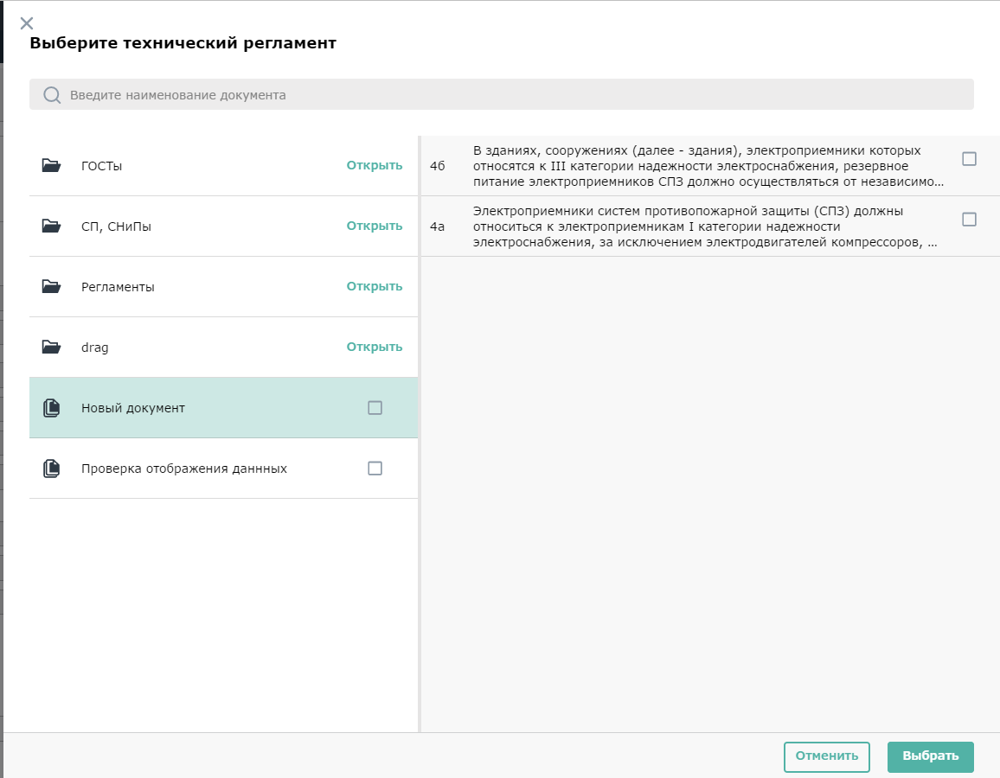 Выберите технический регламент
Введите наименование документа
ГОСТы
Открыть
СП, СНиПы
Открыть
Регламенты
Открыть
drag
Открыть
Новый документ
Проверка отображения даннных
4б
В зданиях, сооружениях (далее - здания), электроприемники которых
относятся к III категории надежности электроснабжения, резервное
питание электроприемников СПЗ должно осуществляться от независимо...
4а
Электроприемники систем противопожарной защиты (СПЗ) должны
относиться к электроприемникам I категории надежности
электроснабжения, за исключением электродвигателей компрессоров, ...
Отменить
Выбрать